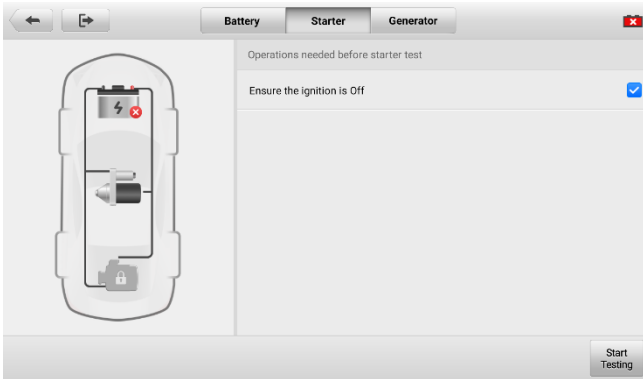 Battery
Starter
Generator
Operations needed before starter test
Ensure the ignition is Off
Start
Testing